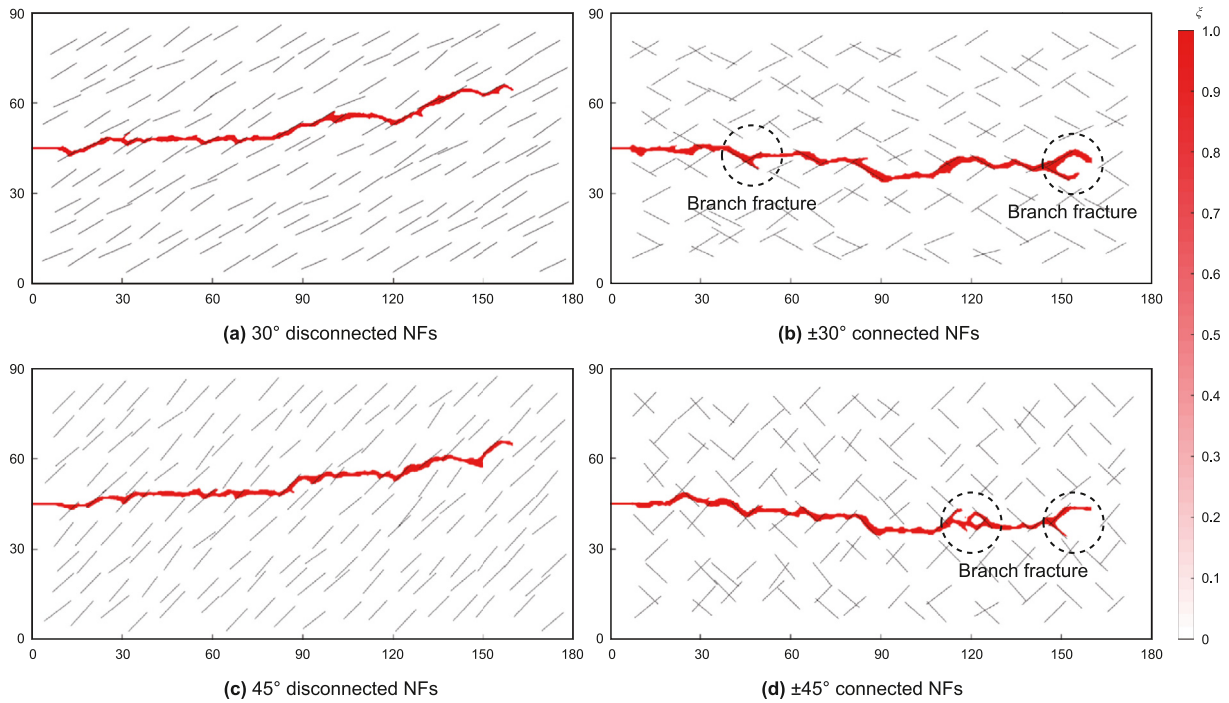 90
60
30
0
0 30 60 90 120 150 180
(a) 30° disconnected NFs
90
60
30
0
Branch fracture
Branch fracture
0 30 60 90 120 150 180
(b) ±30° connected NFs
90
60
30
0
0 30 60 90 120 150 180
(c) 45° disconnected NFs
90
60
30
0
Branch fracture
0 30 60 90 120 150 180
(d) ±45° connected NFs
ξ
1.0
0.9
0.8
0.7
0.6
0.5
0.4
0.3
0.2
0.1
0